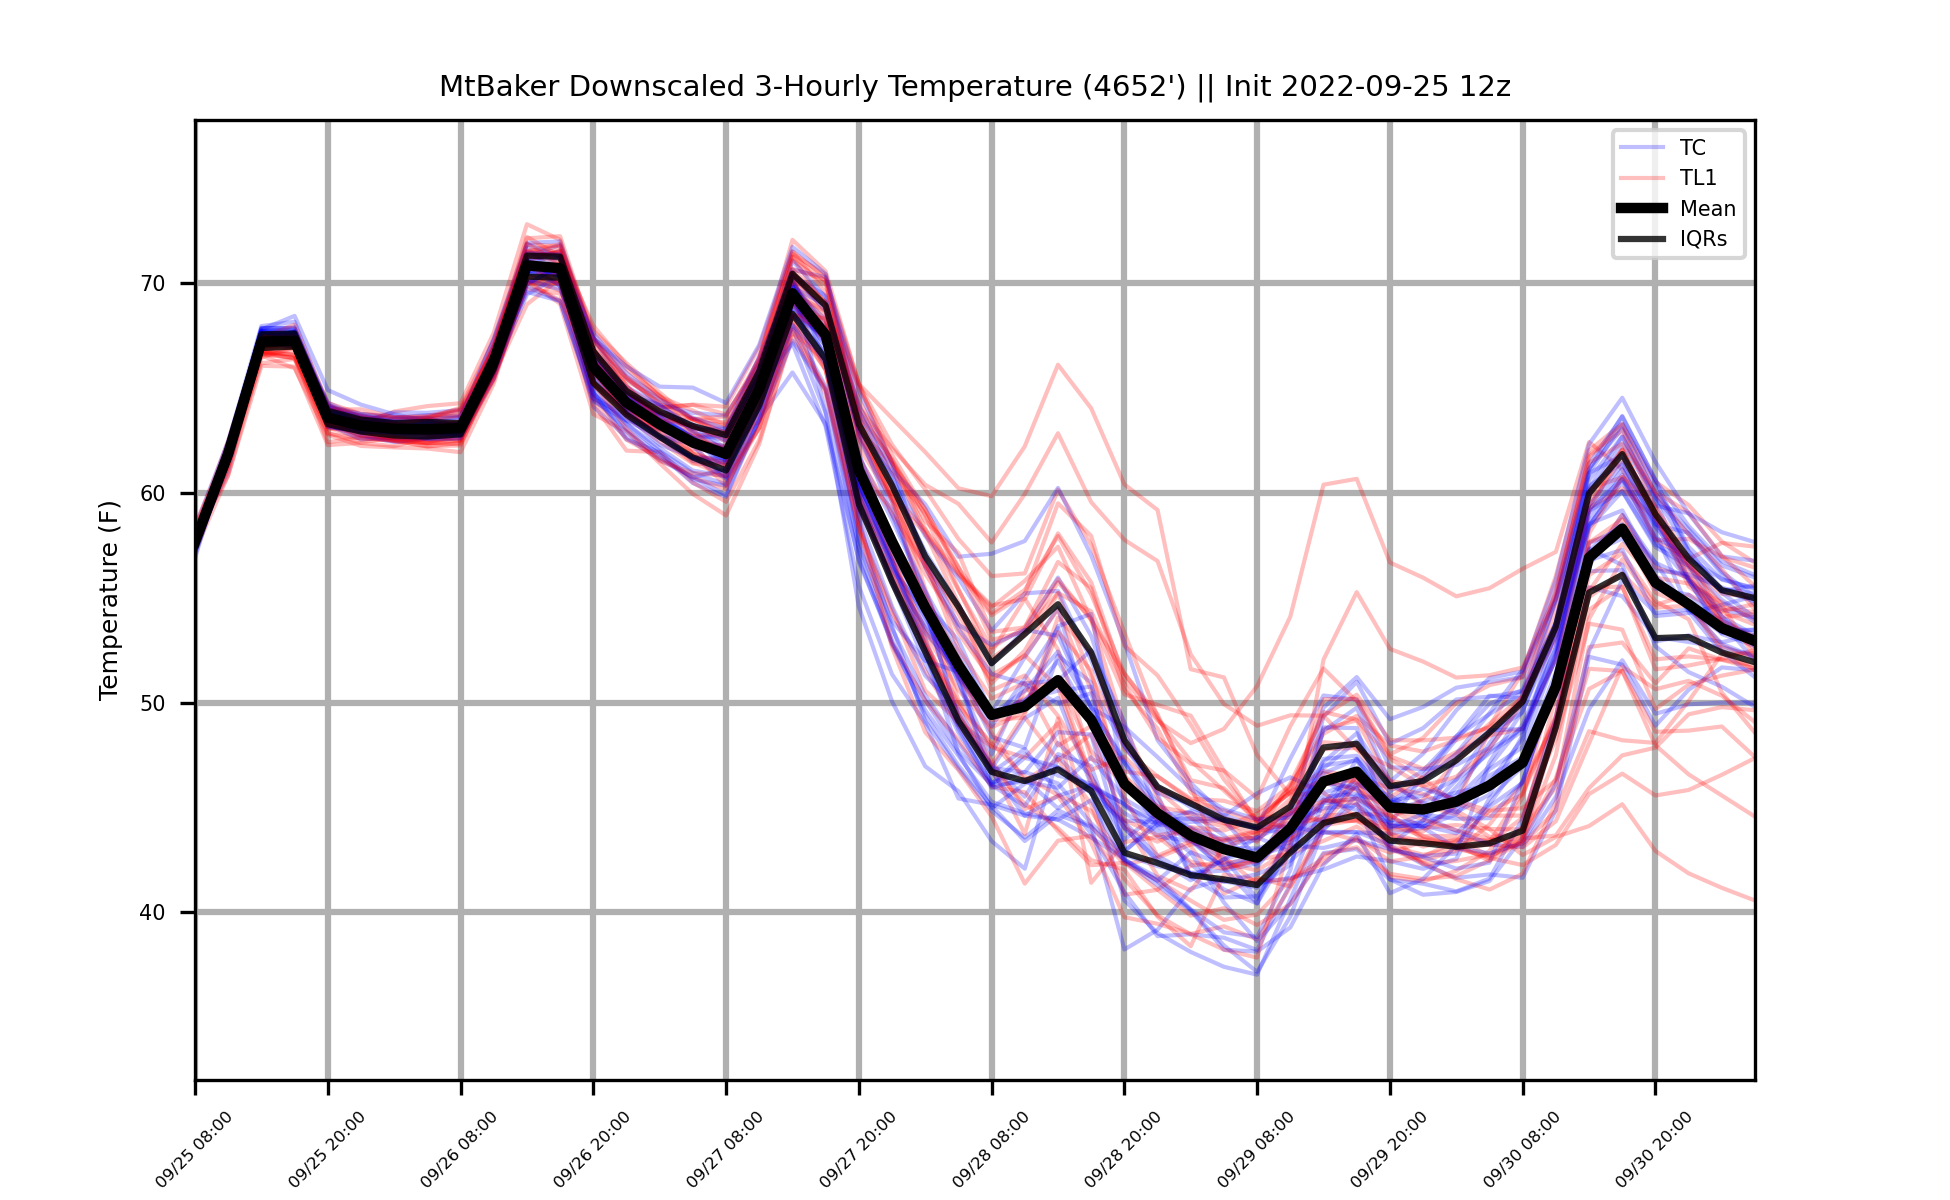 MtBaker Downscaled 3-Hourly Temperature (4652') || Init 2022-09-25 12z
TC
TL1
Mean
IQRs
Temperature (F)
70
60
50
40
09/25 08:00
09/25 20:00
09/26 08:00
09/26 20:00
09/27 08:00
09/27 20:00
09/28 08:00
09/28 20:00
09/29 08:00
09/29 20:00
09/30 08:00
09/30 20:00